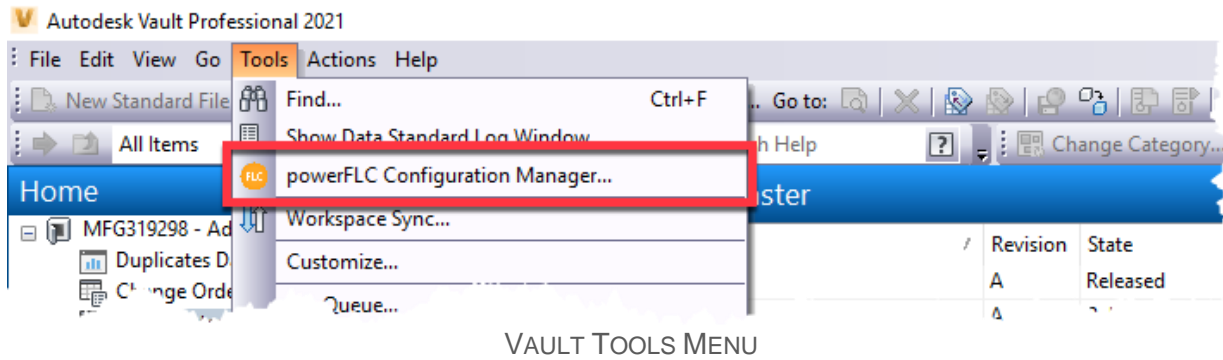 Autodesk Vault Professional 2021
File Edit View Go Tools Actions Help
New Standard File
Find... Ctrl+F
.. Go to:
All Items
Show Data Standard Log Window
h Help
?
Change Category...
FLC
powerFLC Configuration Manager...
Home
aster
MFG319298 - Ad
Workspace Sync...
Revision State
Duplicates D
Customize...
A Released
Queue...
A
VAULT TOOLS MENU